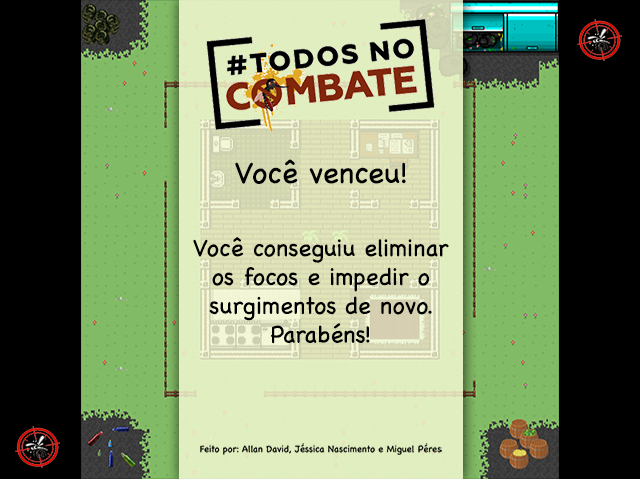 #TODOS NO
COMBATE
Você venceu!
Você conseguiu eliminar
os focos e impedir o
surgimentos de novo.
Parabéns!
Feito por: Allan David, Jéssica Nascimento e Miguel Péres